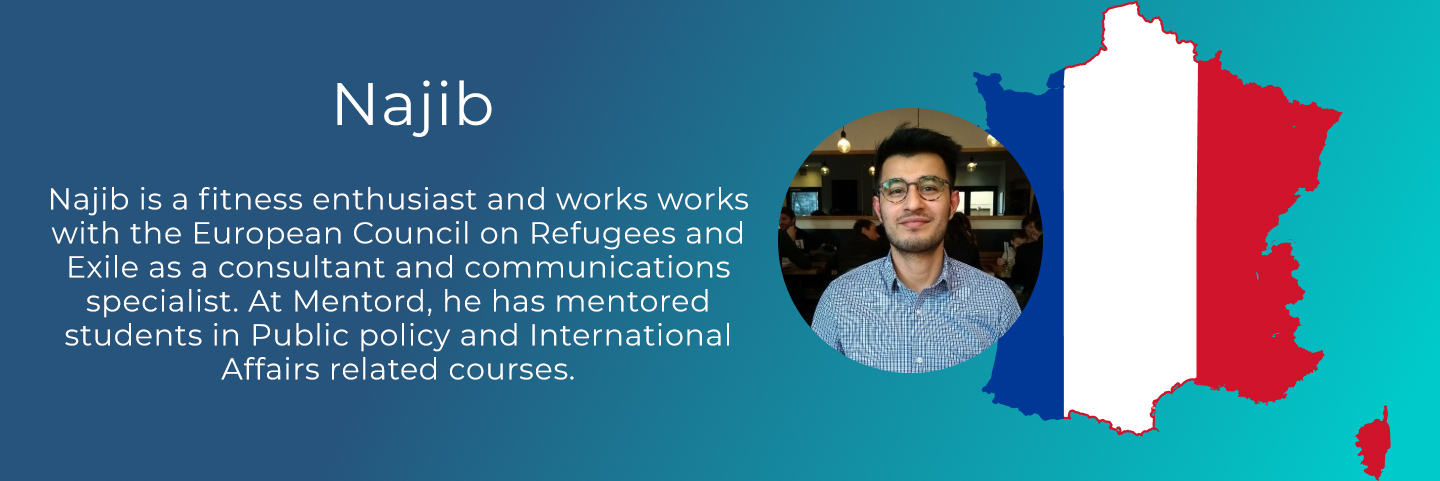 Najib
Najib is a fitness enthusiast and works works
with the European Council on Refugees and
Exile as a consultant and communications
specialist. At Mentord, he has mentored
students in Public policy and International
Affairs related courses.